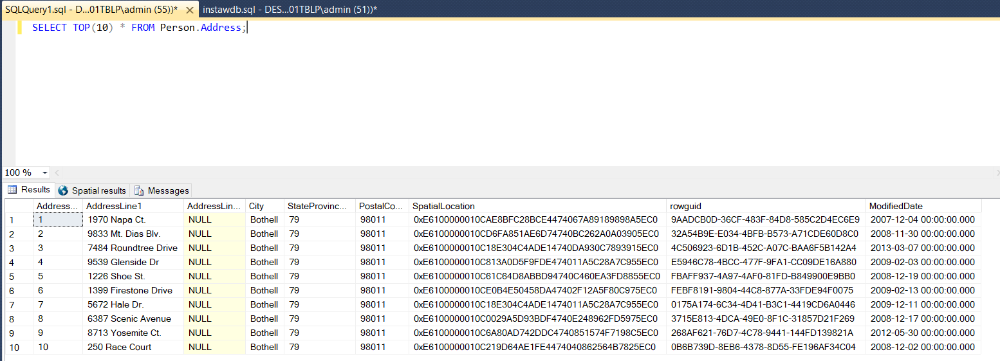 SQLQuery1.sql - D...01TBLP\admin (55))* instawdb.sql - DES...01TBLP\admin (51))*
SELECT TOP(10) * FROM Person.Address;
100 %
Results Spatial results Messages
Address... AddressLine1 AddressLin... City StateProvinc... PostalCo... SpatialLocation rowguid ModifiedDate
1 1 1970 Napa Ct. NULL Bothell 79 98011 0xE6100000010CAE8BFC28BCE4474067A89189898A5EC0 9AADCB0D-36CF-483F-84D8-585C2D4EC6E9 2007-12-04 00:00:00.000
2 2 9833 Mt. Dias Blv. NULL Bothell 79 98011 0xE6100000010CD6FA851AE6D74740BC262A0A03905EC0 32A54B9E-E034-4BFB-B573-A71CDE60D8C0 2008-11-30 00:00:00.000
3 3 7484 Roundtree Drive NULL Bothell 79 98011 0xE6100000010C18E304C4ADE14740DA930C7893915EC0 4C506923-6D1B-452C-A07C-BAA6F5B142A4 2013-03-07 00:00:00.000
4 4 9539 Glenside Dr NULL Bothell 79 98011 0xE6100000010C813A0D5F9FDE474011A5C28A7C955EC0 E5946C78-4BCC-477F-9FA1-CC09DE16A880 2009-02-03 00:00:00.000
5 5 1226 Shoe St. NULL Bothell 79 98011 0xE6100000010C61C64D8ABBD94740C460EA3FD8855EC0 FBAFF937-4A97-4AF0-81FD-B849900E9BB0 2008-12-19 00:00:00.000
6 6 1399 Firestone Drive NULL Bothell 79 98011 0xE6100000010CE0B4E50458DA47402F12A5F80C975EC0 FEBF8191-9804-44C8-877A-33FDE94F0075 2009-02-13 00:00:00.000
7 7 5672 Hale Dr. NULL Bothell 79 98011 0xE6100000010C18E304C4ADE1474011A5C28A7C955EC0 0175A174-6C34-4D41-B3C1-4419CD6A0446 2009-12-11 00:00:00.000
8 8 6387 Scenic Avenue NULL Bothell 79 98011 0xE6100000010C0029A5D93BDF4740E248962FD5975EC0 3715E813-4DCA-49E0-8F1C-31857D21F269 2008-12-17 00:00:00.000
9 9 8713 Yosemite Ct. NULL Bothell 79 98011 0xE6100000010C6A80AD742DDC4740851574F7198C5EC0 268AF621-76D7-4C78-9441-144FD139821A 2012-05-30 00:00:00.000
10 10 250 Race Court NULL Bothell 79 98011 0xE6100000010C219D64AE1FE4474040862564B7825EC0 0B6B739D-8EB6-4378-8D55-FE196AF34C04 2008-12-02 00:00:00.000